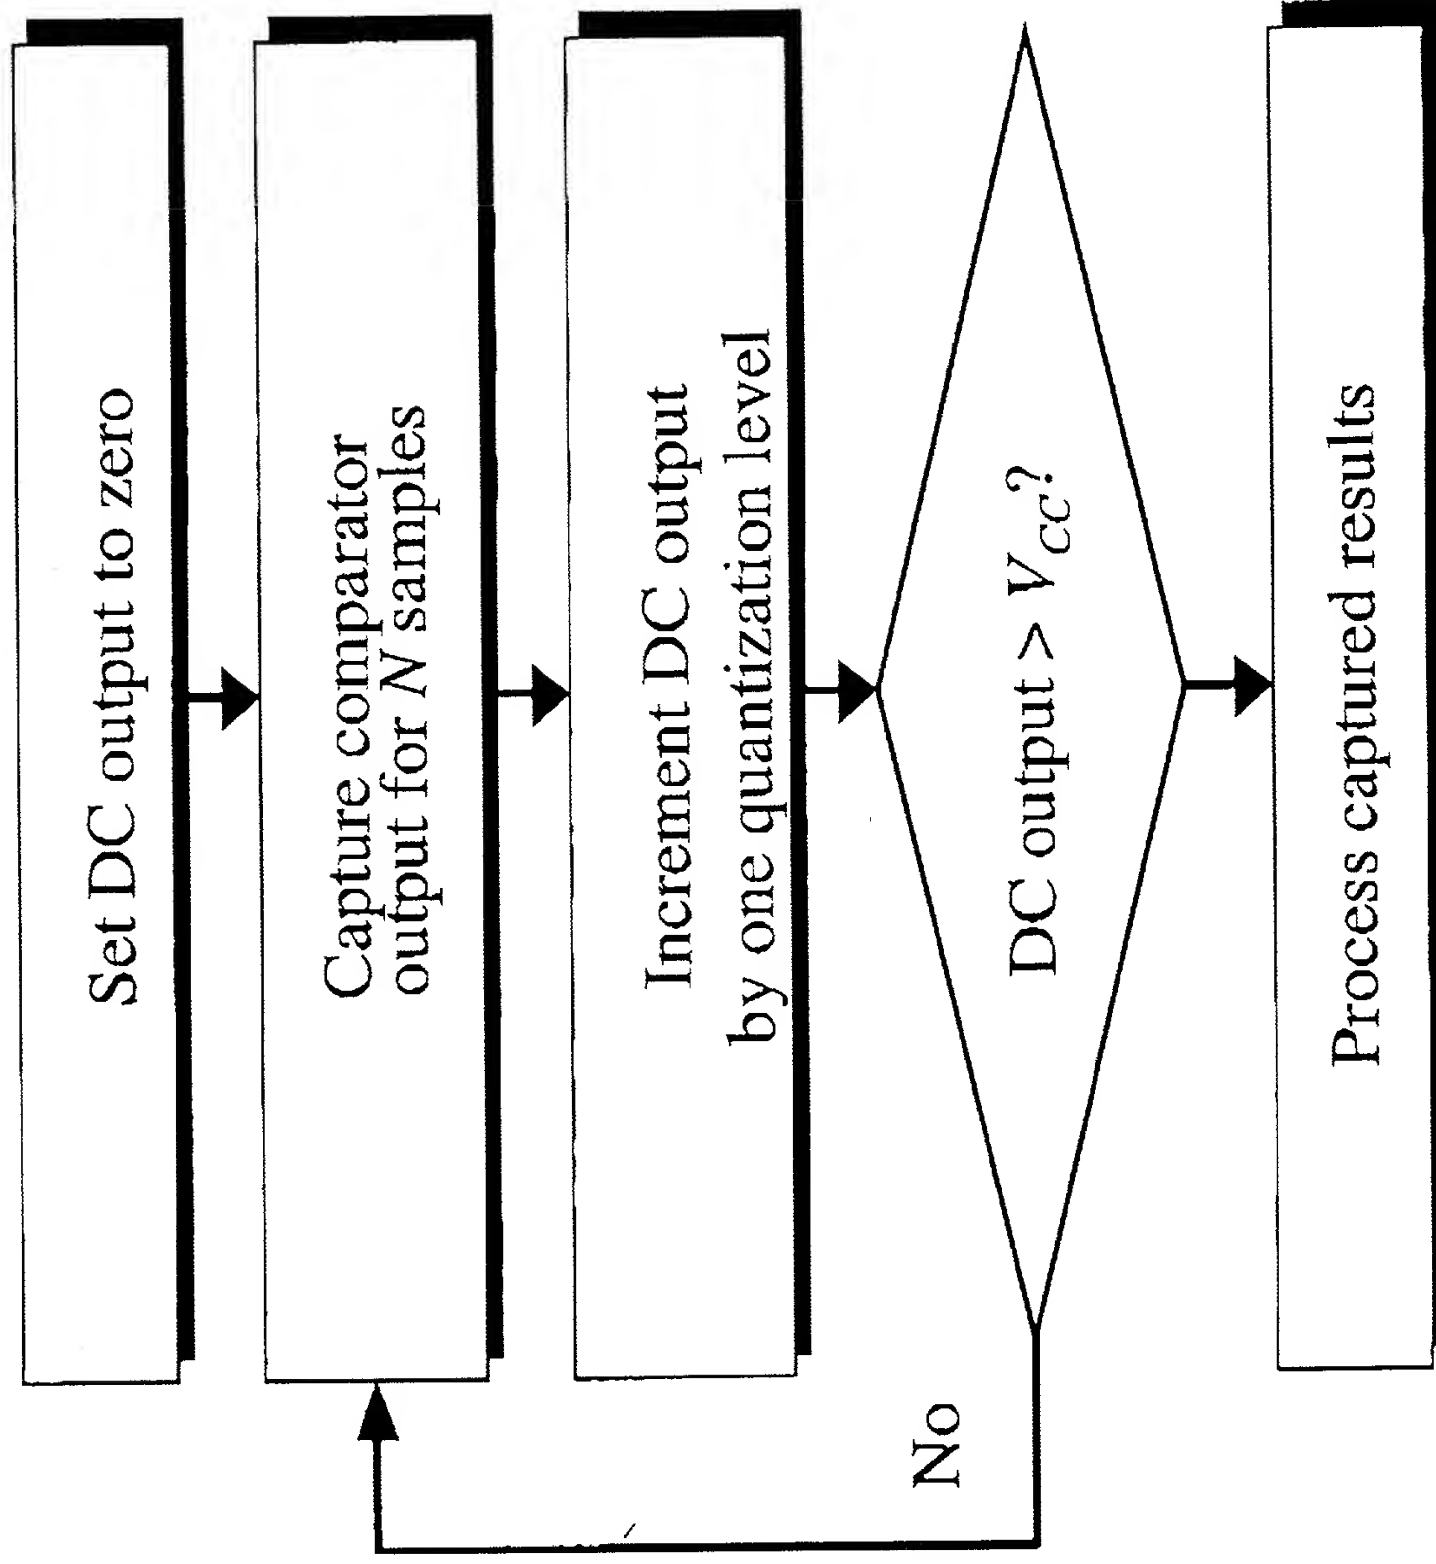 Set DC output to zero
Capture comparator
output for N samples
Increment DC output
by one quantization level
DC output > V_CC?
No
Process captured results